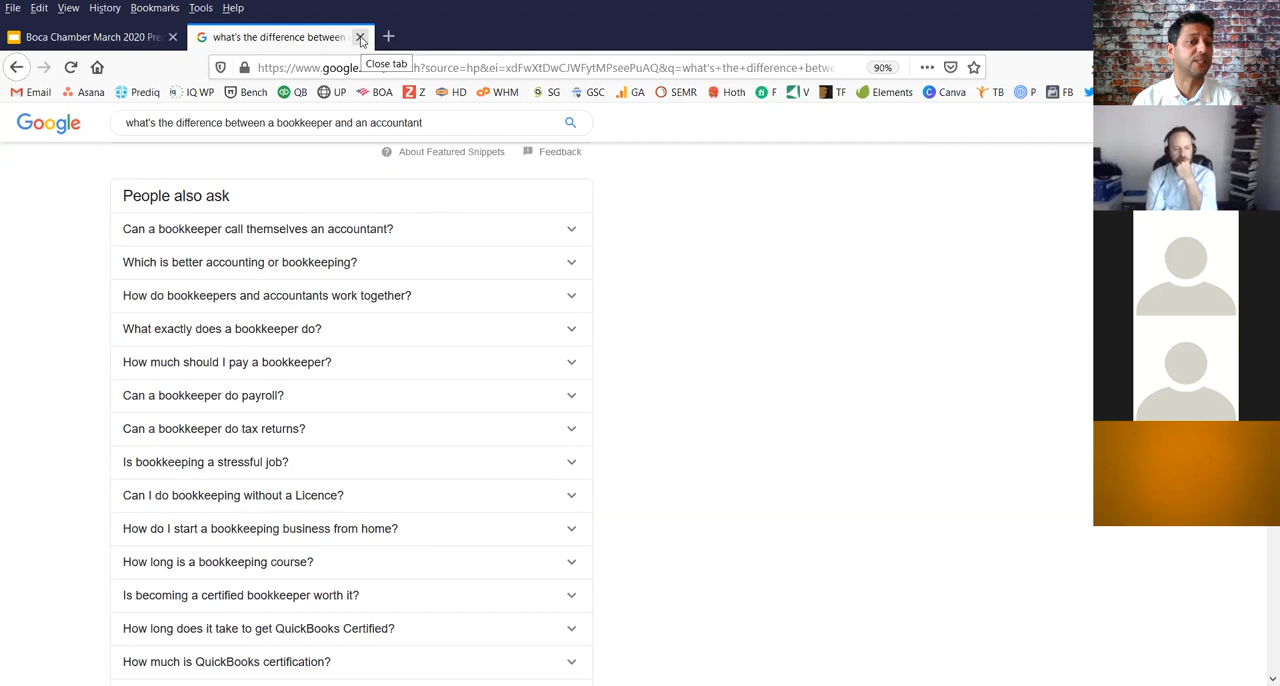 File Edit View History Bookmarks Tools Help
Boca Chamber March 2020 Pre
what's the difference between
Close tab
https://www.google. h?source=hp&ei=xdFwXtDwCJWFytMPseePuAQ&q=what's+the+difference+betwe
90%
Email Asana Prediq IQ WP Bench QB UP BOA Z HD WHM SG GSC GA SEMR Hoth F V TF Elements Canva TB P FB
Google
what's the difference between a bookkeeper and an accountant
About Featured Snippets Feedback
People also ask
Can a bookkeeper call themselves an accountant?
Which is better accounting or bookkeeping?
How do bookkeepers and accountants work together?
What exactly does a bookkeeper do?
How much should I pay a bookkeeper?
Can a bookkeeper do payroll?
Can a bookkeeper do tax returns?
Is bookkeeping a stressful job?
Can I do bookkeeping without a Licence?
How do I start a bookkeeping business from home?
How long is a bookkeeping course?
Is becoming a certified bookkeeper worth it?
How long does it take to get QuickBooks Certified?
How much is QuickBooks certification?